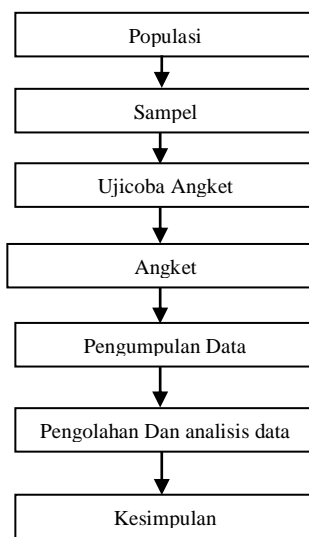 Populasi
Sampel
Ujicoba Angket
Angket
Pengumpulan Data
Pengolahan Dan analisis data
Kesimpulan